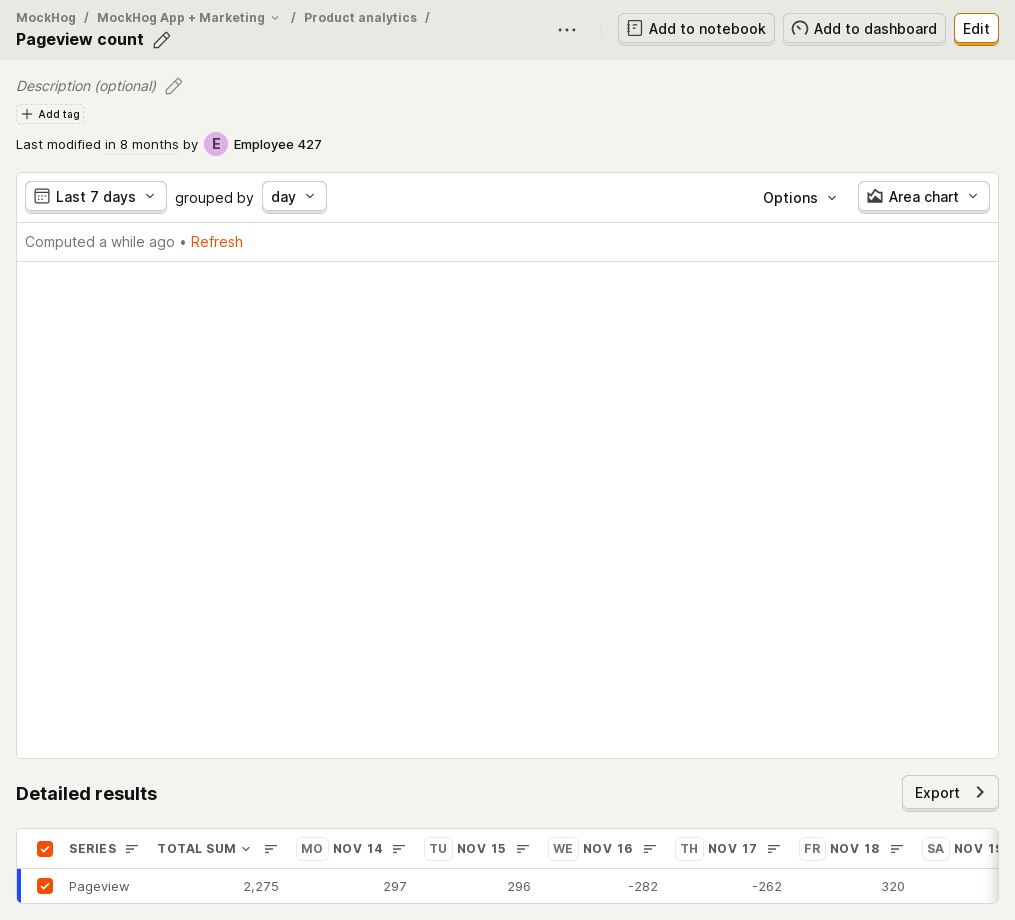 MockHog / MockHog App + Marketing / Product analytics /
Pageview count
Add to notebook
Add to dashboard
Edit
Description (optional)
Add tag
Last modified in 8 months by E Employee 427
Last 7 days grouped by day
Options
Area chart
Computed a while ago • Refresh
Detailed results
Export
SERIES TOTAL SUM MO NOV 14 TU NOV 15 WE NOV 16 TH NOV 17 FR NOV 18 SA NOV 19
Pageview 2,275 297 296 -282 -262 320